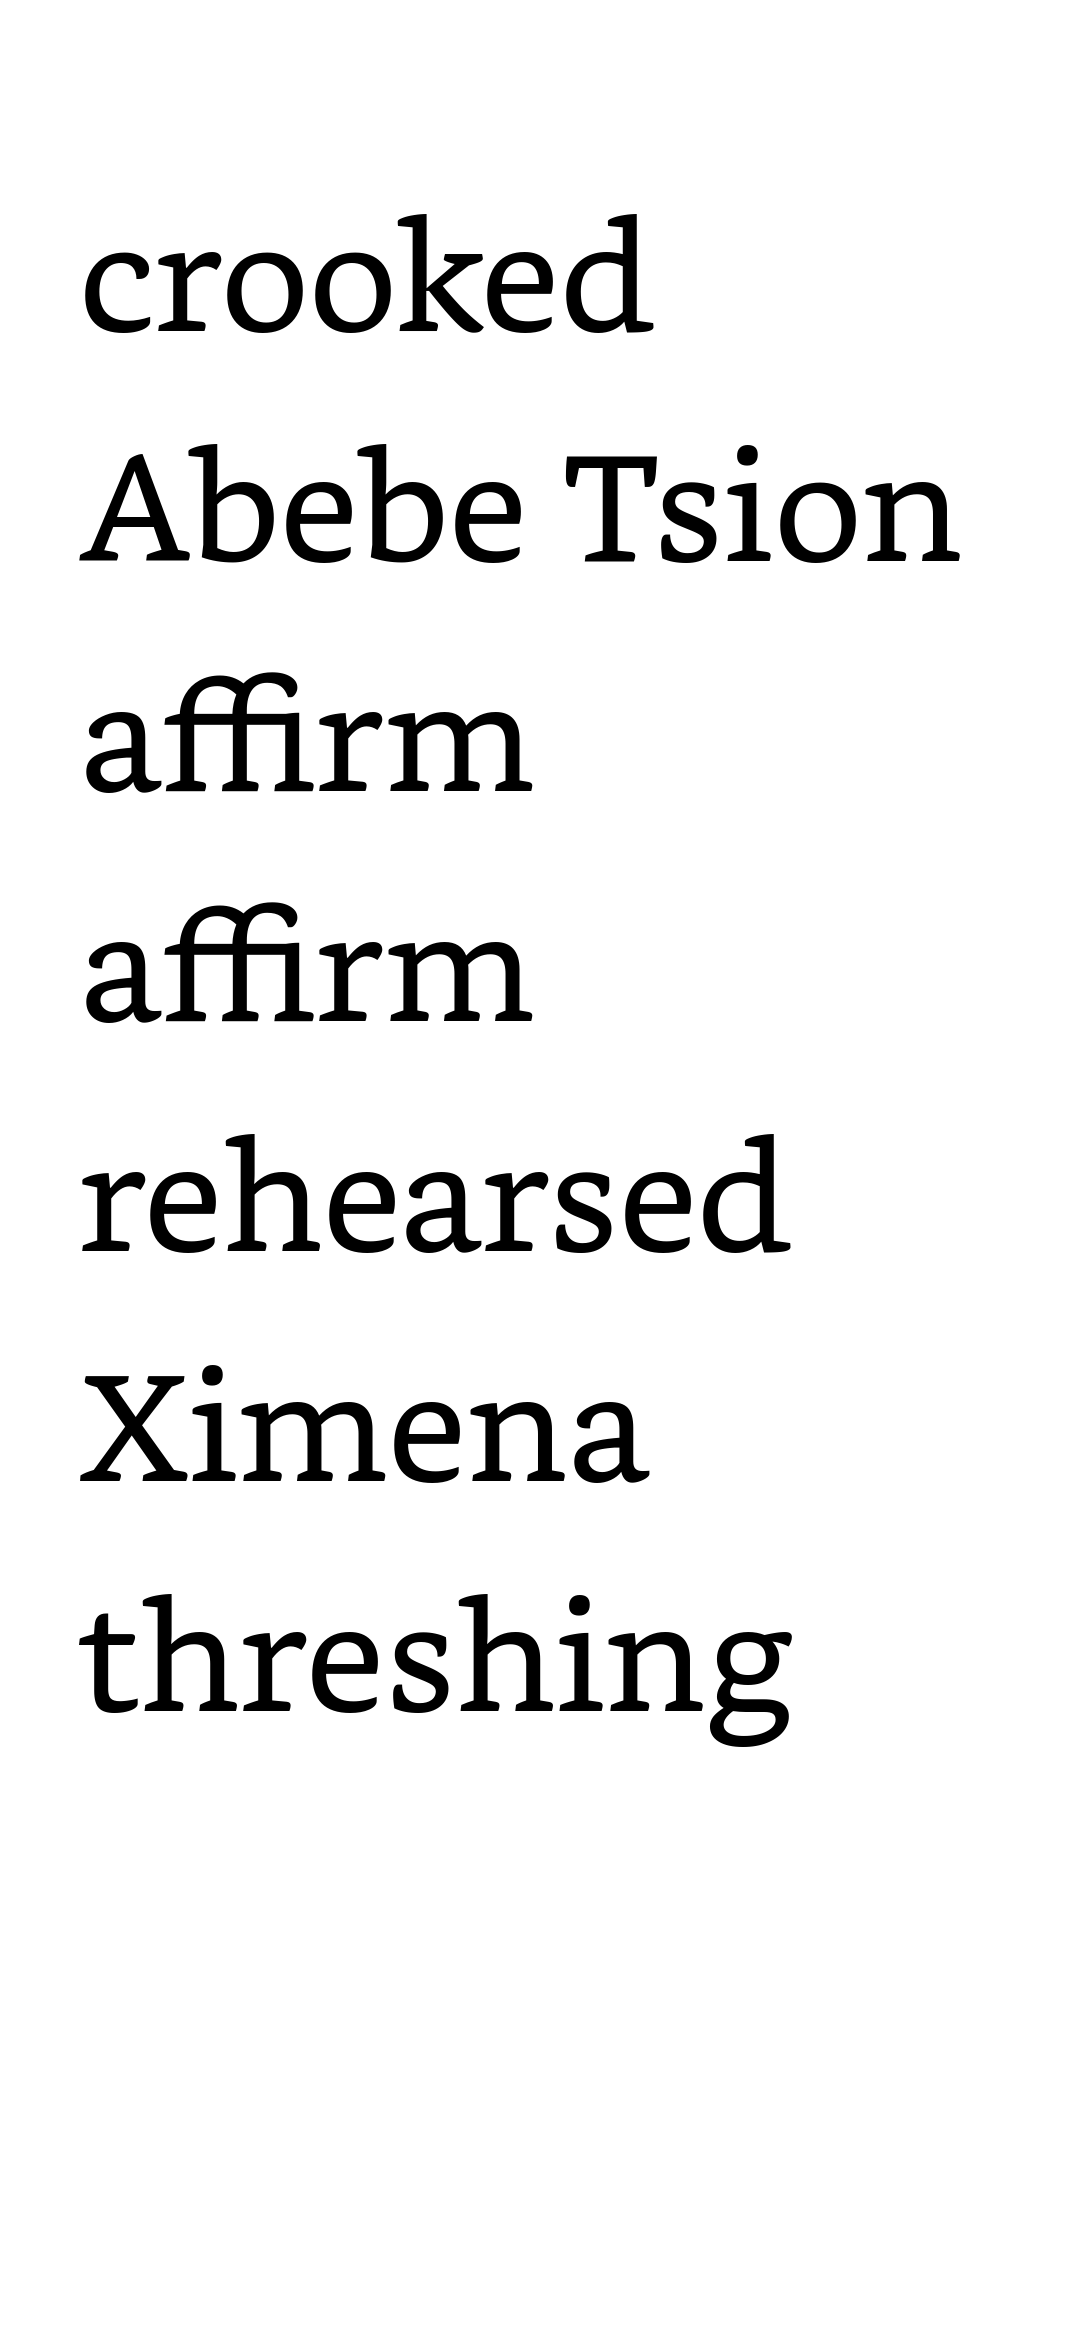 crooked
Abebe Tsion
affirm
affirm
rehearsed
Ximena
threshing